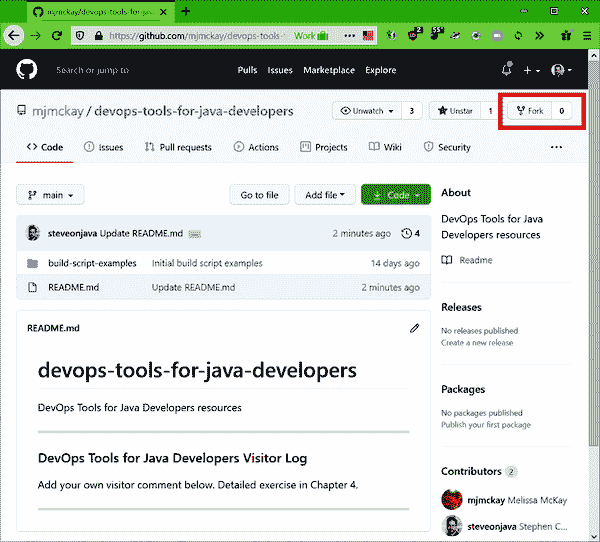 mjmckay/devops-tools-for-jav
https://github.com/mjmckay/devops-tools- Work
Search or jump to
Pulls Issues Marketplace Explore
mjmckay / devops-tools-for-java-developers
Unwatch 3 Unstar 1 Fork 0
Code Issues Pull requests Actions Projects Wiki Security
main Go to file Add file Code
steveonjava Update README.md 2 minutes ago 4
build-script-examples Initial build script examples 14 days ago
README.md Update README.md 2 minutes ago
README.md
devops-tools-for-java-developers
DevOps Tools for Java Developers resources
DevOps Tools for Java Developers Visitor Log
Add your own visitor comment below. Detailed exercise in Chapter 4.
About
DevOps Tools for Java
Developers resources
Readme
Releases
No releases published
Create a new release
Packages
No packages published
Publish your first package
Contributors 2
mjmckay Melissa McKay
steveonjava Stephen C...